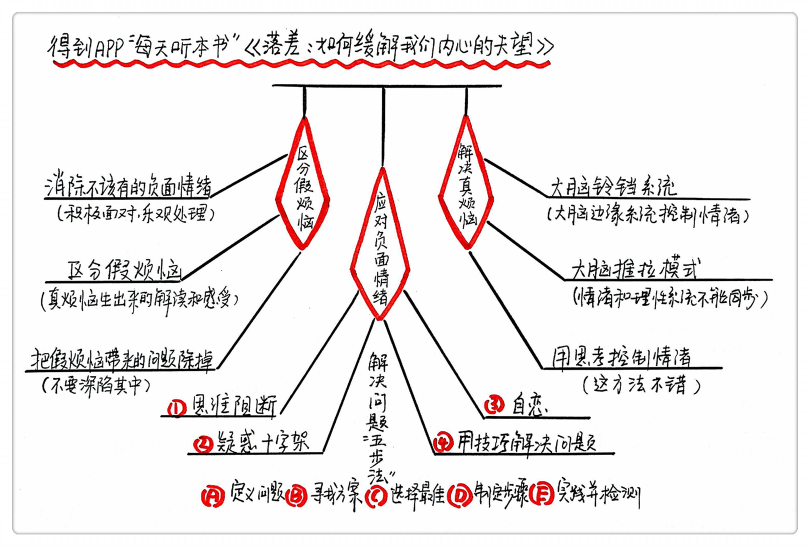 得到APP“每天听本书”《落差:如何缓解我们内心的失望》
区分假烦恼
消除不该有的负面情绪
(积极面对,乐观处理)
区分假烦恼
(真烦恼生出来的解读和感受)
把假烦恼带来的问题除掉
(不要深陷其中)
应对负面情绪
①思维阻断
②疑惑十字架
③自恋
④用技巧解决问题
解决问题“五步法”
Ⓐ定义问题Ⓑ寻找方案Ⓒ选择最佳Ⓓ制定步骤Ⓔ实践并检测
解决真烦恼
大脑铃铛系统
(大脑边缘系统控制情绪)
大脑推拉模式
(情绪和理性系统不能同步)
用思考控制情绪
(这方法不错)